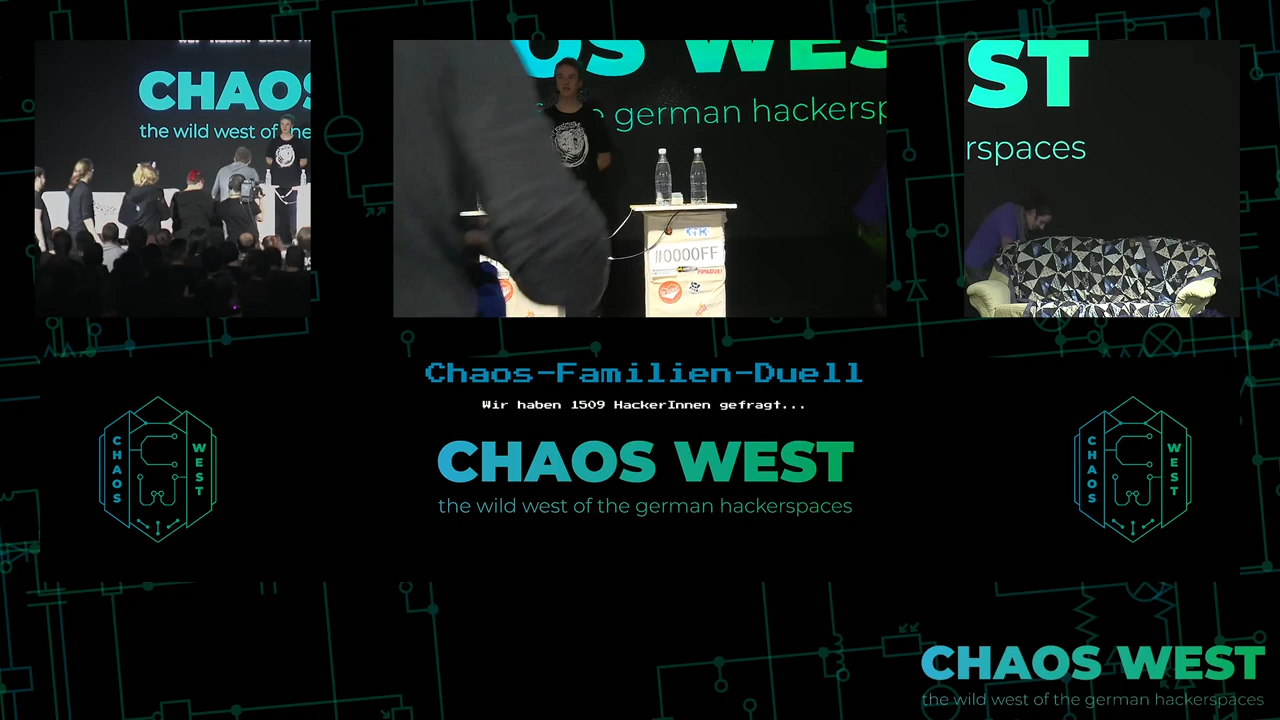 CHAOS
the wild west of the
OS WES
e german hackersp
#0000FF
ST
rspaces
Chaos-Familien-Duell
Wir haben 1509 HackerInnen gefragt...
CHAOS WEST
the wild west of the german hackerspaces
CHAOS
WEST
CHAOS
WEST
CHAOS WEST
the wild west of the german hackerspaces